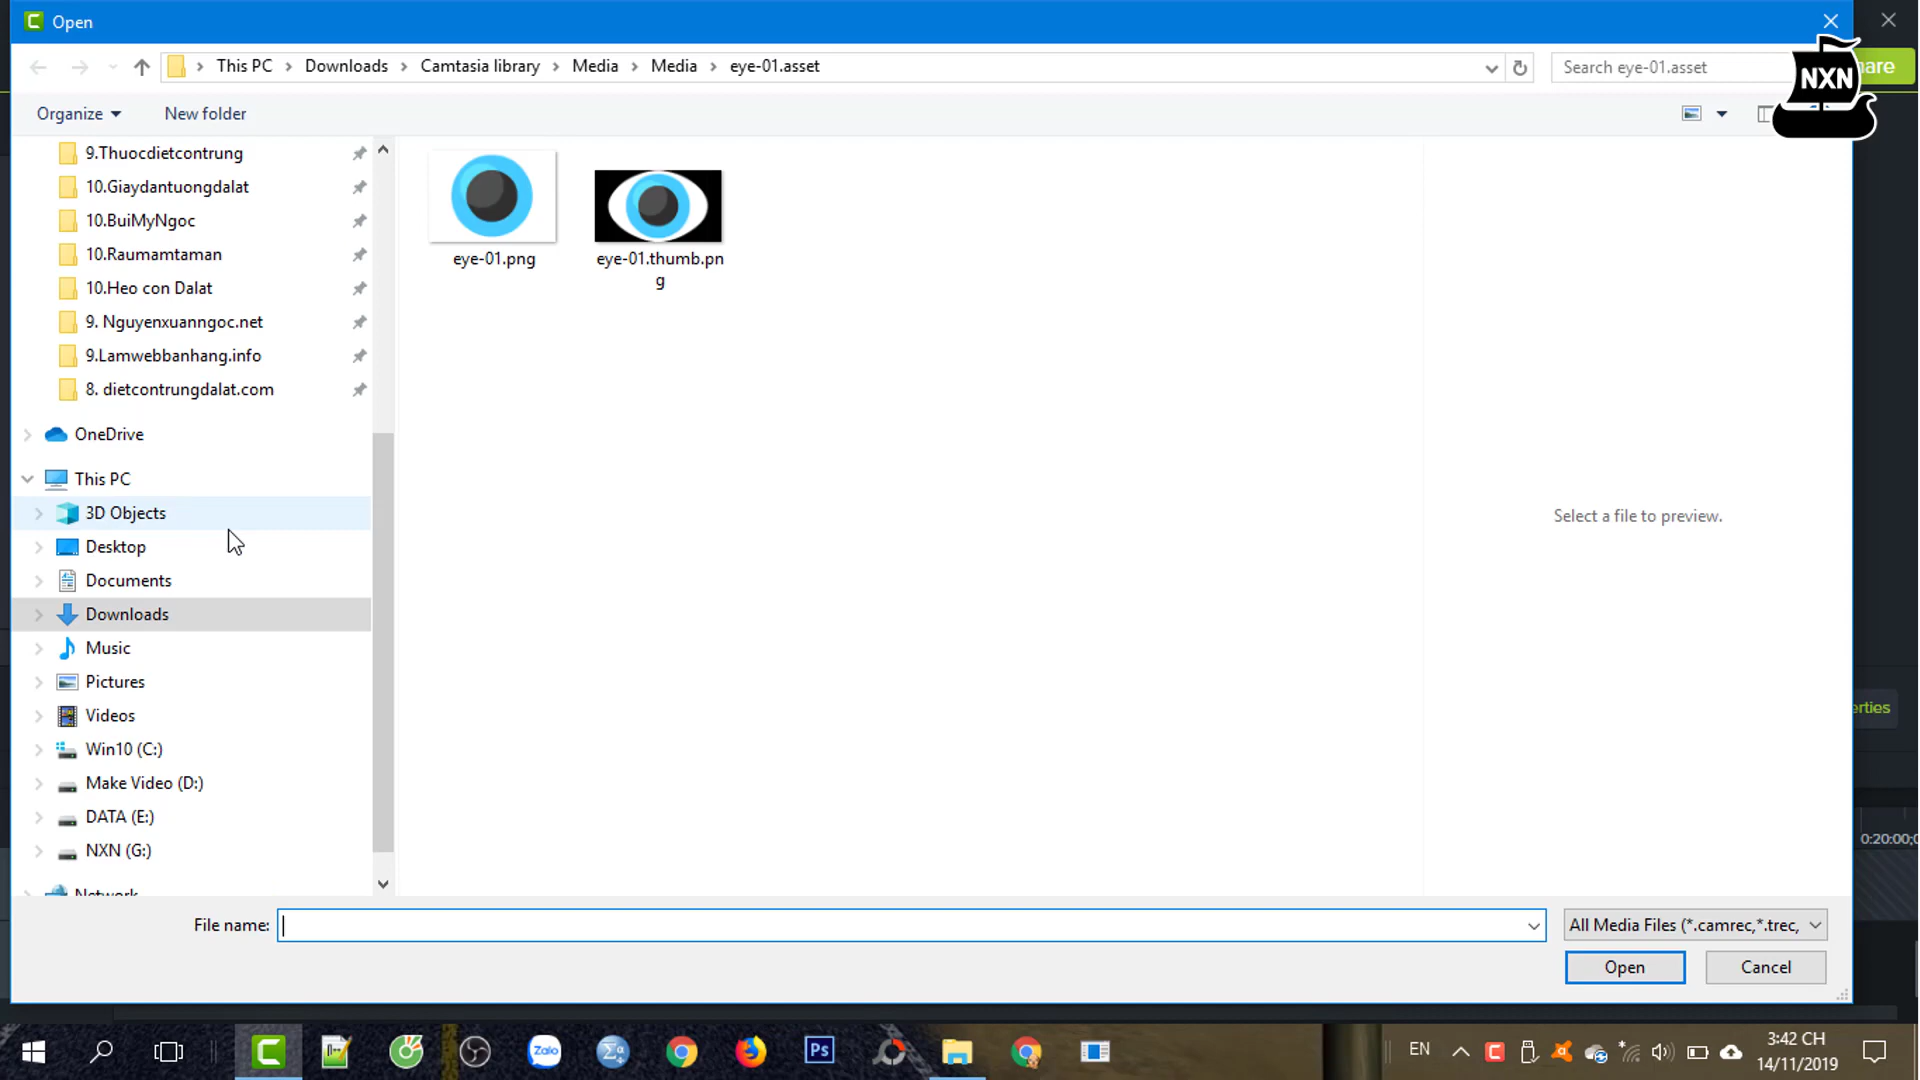 Open
This PC > Downloads > Camtasia library > Media > Media > eye-01.asset
Search eye-01.asset
NXN
are
Organize
New folder
9.Thuocdietcontrung
10.Giaydantuongdalat
10.BuiMyNgoc
10.Raumamtaman
10.Heo con Dalat
9. Nguyenxuanngoc.net
9.Lamwebbanhang.info
8. dietcontrungdalat.com
OneDrive
This PC
3D Objects
Desktop
Documents
Downloads
Music
Pictures
Videos
Win10 (C:)
Make Video (D:)
DATA (E:)
NXN (G:)
Network
eye-01.png
eye-01.thumb.pn
g
Select a file to preview.
erties
0:20:00;0
File name:
All Media Files (*.camrec,*.trec,
Open
Cancel
Zalo
Ps
EN
3:42 CH
14/11/2019